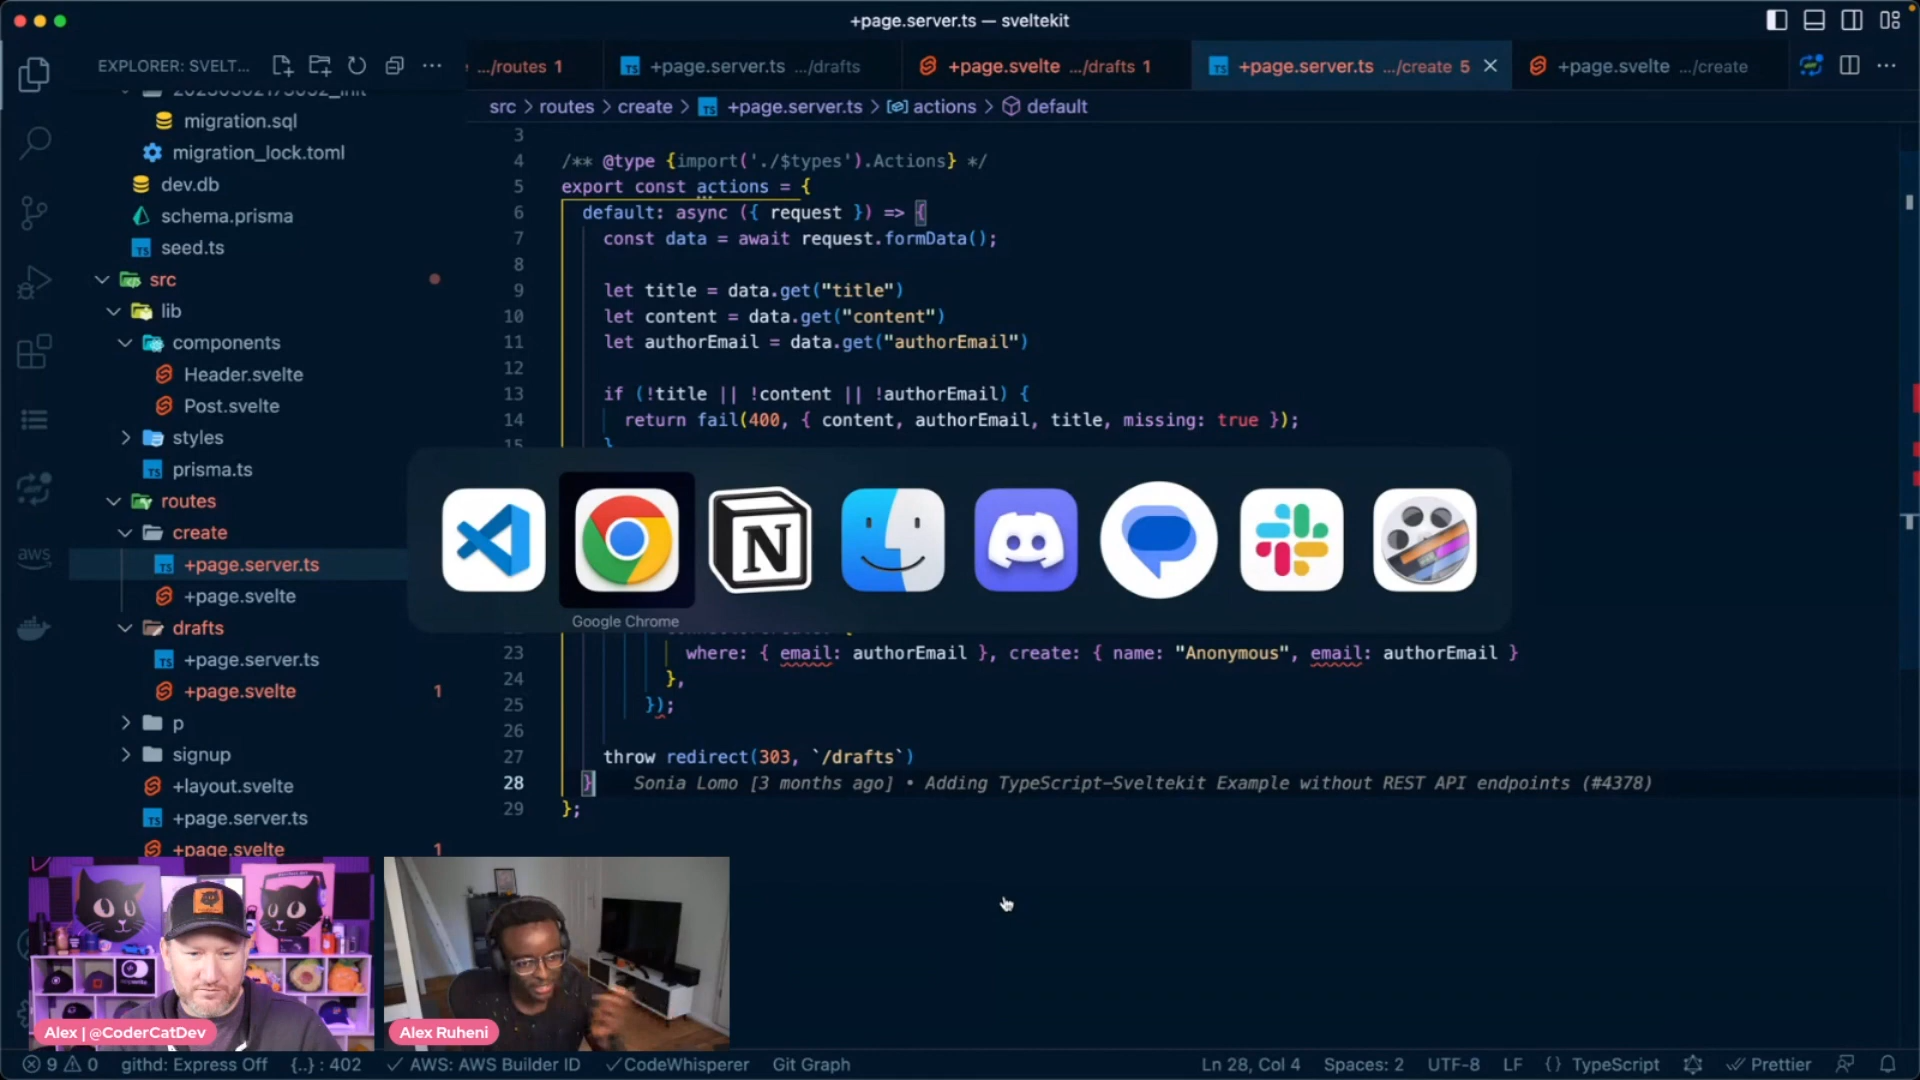 +page.server.ts — sveltekit
EXPLORER: SVELT...
.../routes 1
+page.server.ts .../drafts
+page.svelte .../drafts 1
+page.server.ts .../create 5
+page.svelte .../create
src > routes > create > TS +page.server.ts > actions > default
migration.sql
migration_lock.toml
dev.db
schema.prisma
TS seed.ts
src
lib
components
Header.svelte
Post.svelte
styles
TS prisma.ts
routes
create
TS +page.server.ts
+page.svelte
drafts
TS +page.server.ts
+page.svelte 1
p
signup
+layout.svelte
TS +page.server.ts
+page.svelte 1
aws
3
4 /** @type {import('./$types').Actions} */
5 export const actions = {
6 default: async ({ request }) => {
7 const data = await request.formData();
8
9 let title = data.get("title")
10 let content = data.get("content")
11 let authorEmail = data.get("authorEmail")
12
13 if (!title || !content || !authorEmail) {
14 return fail(400, { content, authorEmail, title, missing: true });
15 }
Google Chrome
23 where: { email: authorEmail }, create: { name: "Anonymous", email: authorEmail }
24 },
25 });
26
27 throw redirect(303, `/drafts`)
28 } Sonia Lomo [3 months ago] • Adding TypeScript-Sveltekit Example without REST API endpoints (#4378)
29 };
Alex | @CoderCatDev
Alex Ruheni
9 0 githd: Express Off {..} : 402 AWS: AWS Builder ID CodeWhisperer Git Graph
Ln 28, Col 4 Spaces: 2 UTF-8 LF {} TypeScript Prettier